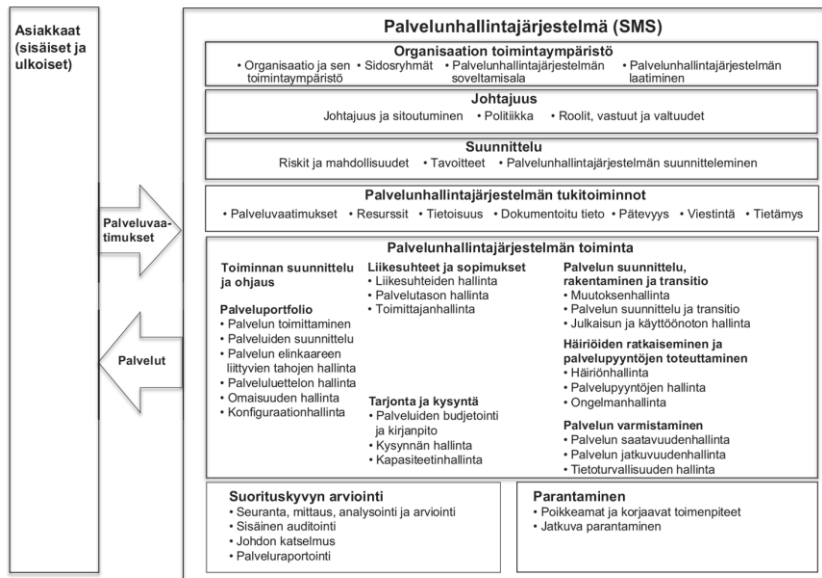 Asiakkaat
(sisäiset ja
ulkoiset)
Palveluvaa-
timukset
Palvelut
Palvelunhallintajärjestelmä (SMS)
Organisaation toimintaympäristö
• Organisaatio ja sen
toimintaympäristö
• Sidosryhmät
• Palvelunhallintajärjestelmän
soveltamisala
• Palvelunhallintajärjestelmän
laatiminen
Johtajuus
Johtajuus ja sitoutuminen • Politiikka • Roolit, vastuut ja valtuudet
Suunnittelu
Riskit ja mahdollisuudet • Tavoitteet • Palvelunhallintajärjestelmän suunnitteleminen
Palvelunhallintajärjestelmän tukitoiminnot
• Palveluvaatimukset • Resurssit • Tietoisuus • Dokumentoitu tieto • Pätevyys • Viestintä • Tietämys
Palvelunhallintajärjestelmän toiminta
Toiminnan suunnittelu
ja ohjaus
Palveluportfolio
• Palvelun toimittaminen
• Palveluiden suunnittelu
• Palvelun elinkaareen
liittyvien tahojen hallinta
• Palveluluettelon hallinta
• Omaisuuden hallinta
• Konfiguraationhallinta
Liikesuhteet ja sopimukset
• Liikesuhteiden hallinta
• Palvelutason hallinta
• Toimittajanhallinta
Tarjonta ja kysyntä
• Palveluiden budjetointi
ja kirjanpito
• Kysynnän hallinta
• Kapasiteetinhallinta
Palvelun suunnittelu,
rakentaminen ja transitio
• Muutoksenhallinta
• Palvelun suunnittelu ja transitio
• Julkaisun ja käyttöönoton hallinta
Häiriöiden ratkaiseminen ja
palvelupyyntöjen toteuttaminen
• Häiriönhallinta
• Palvelupyyntöjen hallinta
• Ongelmanhallinta
Palvelun varmistaminen
• Palvelun saatavuudenhallinta
• Palvelun jatkuvuudenhallinta
• Tietoturvallisuuden hallinta
Suorituskyvyn arviointi
• Seuranta, mittaus, analysointi ja arviointi
• Sisäinen auditointi
• Johdon katselmus
• Palveluraportointi
Parantaminen
• Poikkeamat ja korjaavat toimenpiteet
• Jatkuva parantaminen